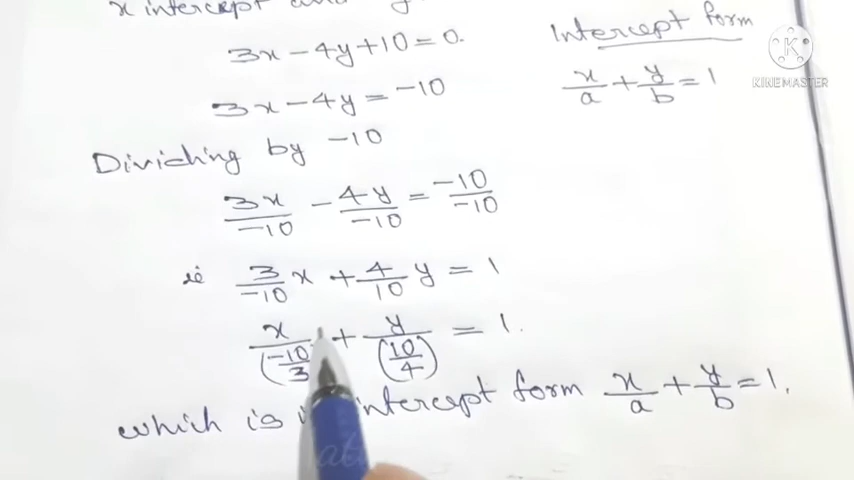 x intercept and
3x - 4y + 10 = 0.
Intercept form
x/a + y/b = 1
3x - 4y = -10
Dividing by -10
3x/-10 - 4y/-10 = -10/-10
ie 3/-10 x + 4/10 y = 1
x/(-10/3) + y/(10/4) = 1.
which is intercept form x/a + y/b = 1.
K
KINEMASTER